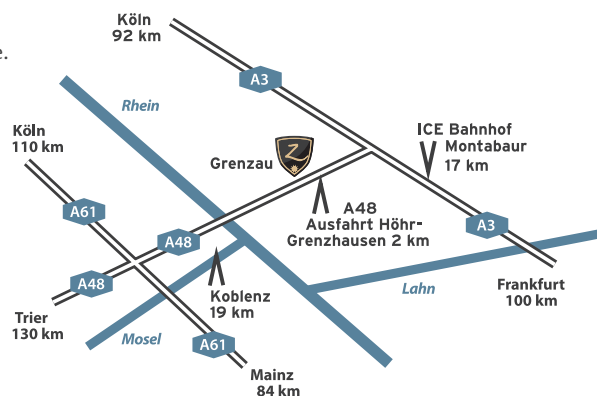 Köln
92 km
e.
A3
Rhein
Köln
110 km
ICE Bahnhof
Montabaur
17 km
Grenzau
Z
A61
A48
Ausfahrt Höhr-
Grenzhausen 2 km
A3
A48
A48
Koblenz
19 km
Lahn
Frankfurt
100 km
Trier
130 km
Mosel
A61
Mainz
84 km